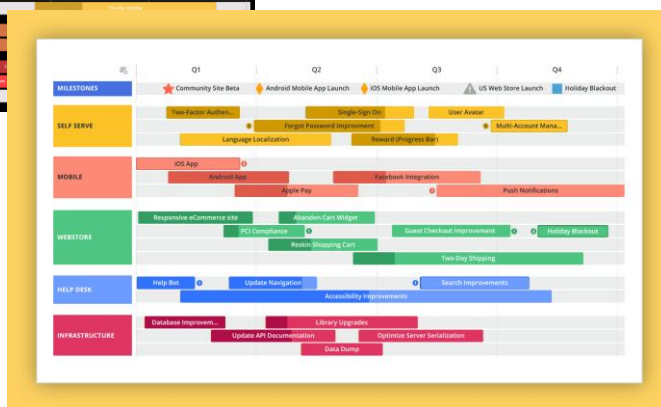 Q1 Q2 Q3 Q4
MILESTONES Community Site Beta Android Mobile App Launch iOS Mobile App Launch US Web Store Launch Holiday Blackout
SELF SERVE
Two-Factor Authen... Single-Sign On User Avatar
Forgot Password Improvment Multi-Account Mana...
Language Localization Reward (Progress Bar)
MOBILE
iOS App
Android App Facebook Integration
Apple Pay Push Notifications
WEBSTORE
Responsive eCommerce site Abandon Cart Widget
PCI Compliance Guest Checkout Improvement Holiday Blackout
Reskin Shopping Cart
Two-Day Shipping
HELP DESK
Help Bot Update Navigation Search Improvements
Accessibility Improvements
INFRASTRUCTURE
Database Improvem... Library Upgrades
Update API Documentation Optimize Server Serialization
Data Dump